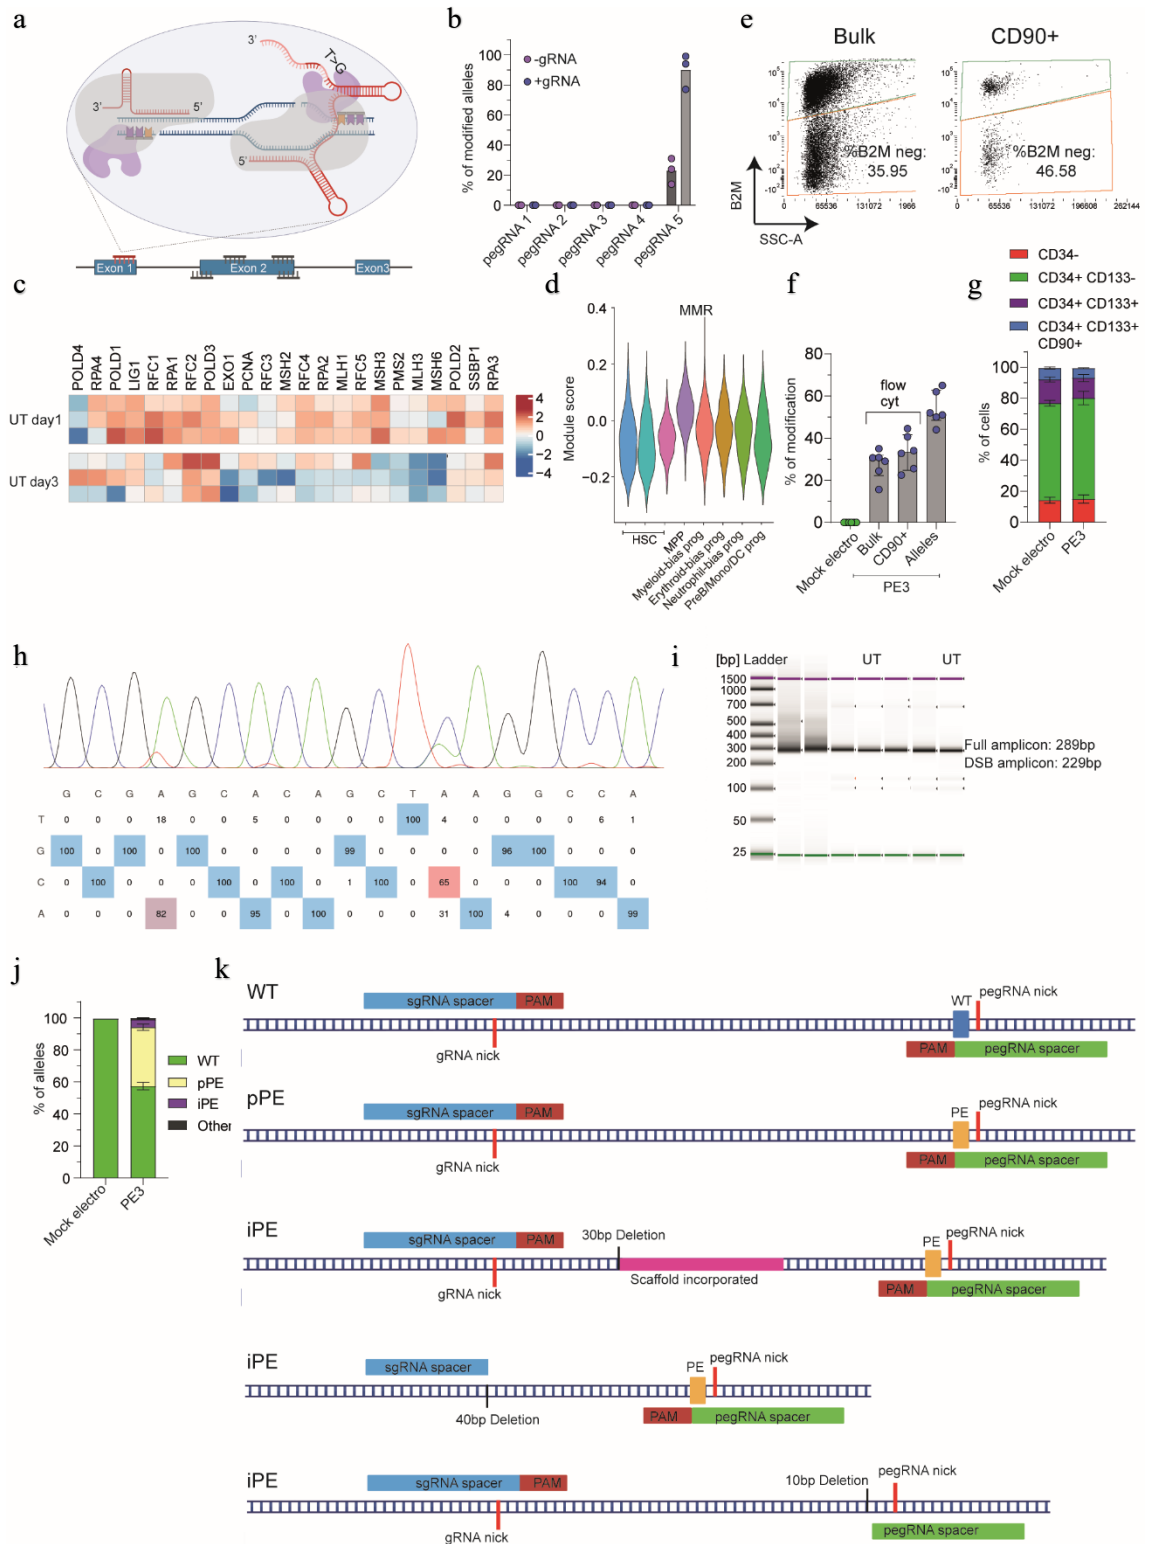 a
3'
T>G
3'
5'
5'
Exon 1
Exon 2
Exon3
b
% of modified alleles
100
80
60
40
20
0
-gRNA
+gRNA
pegRNA 1
pegRNA 2
pegRNA 3
pegRNA 4
pegRNA 5
e
Bulk
CD90+
%B2M neg:
35.95
%B2M neg:
46.58
B2M
SSC-A
0 65536 131072 1966
0 65536 131072 196608 262144
c
POLD4 RPA4 POLD1 LIG1 RFC1 RPA1 RFC2 POLD3 EXO1 PCNA RFC3 MSH2 RFC4 RPA2 MLH1 RFC5 MSH3 PMS2 MLH3 MSH6 POLD2 SSBP1 RPA3
UT day1
UT day3
4
2
0
-2
-4
d
MMR
Module score
0.4
0.2
0.0
−0.2
HSC
MPP
Myeloid-bias prog
Erythroid-bias prog
Neutrophil-bias prog
PreB/Mono/DC prog
f
% of modification
80
60
40
20
0
flow
cyt
Mock electro
Bulk
CD90+
Alleles
PE3
g
CD34-
CD34+ CD133-
CD34+ CD133+
CD34+ CD133+
CD90+
% of cells
100
80
60
40
20
0
Mock electro
PE3
h
G C G A G C A C A G C T A A G G C C A
T 0 0 0 18 0 0 5 0 0 0 0 100 4 0 0 0 0 6 1
G 100 0 100 0 100 0 0 0 0 99 0 0 0 0 96 100 0 0 0
C 0 100 0 0 0 100 0 100 0 1 100 0 65 0 0 0 100 94 0
A 0 0 0 82 0 0 95 0 100 0 0 0 31 100 4 0 0 0 99
i
[bp] Ladder
UT
UT
1500
1000
700
500
400
300
200
100
50
25
Full amplicon: 289bp
DSB amplicon: 229bp
j
% of alleles
100
80
60
40
20
0
WT
pPE
iPE
Other
Mock electro
PE3
k
WT
sgRNA spacer
PAM
gRNA nick
WT
pegRNA nick
PAM
pegRNA spacer
pPE
sgRNA spacer
PAM
gRNA nick
PE
pegRNA nick
PAM
pegRNA spacer
iPE
sgRNA spacer
PAM
gRNA nick
30bp Deletion
Scaffold incorporated
PE
pegRNA nick
PAM
pegRNA spacer
iPE
sgRNA spacer
40bp Deletion
PE
pegRNA nick
PAM
pegRNA spacer
iPE
sgRNA spacer
PAM
gRNA nick
10bp Deletion
pegRNA nick
pegRNA spacer